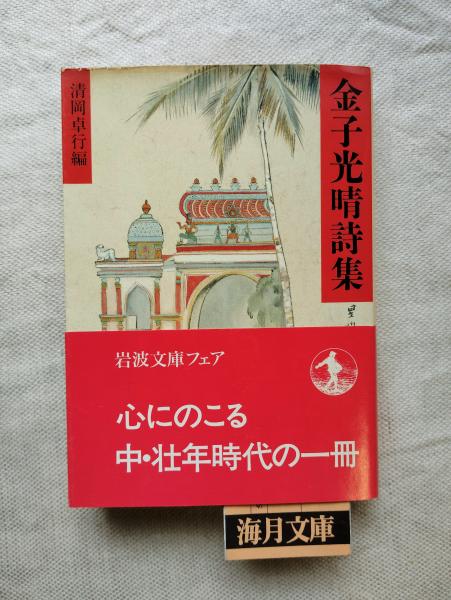 金子光晴詩集
清岡卓行編
岩波文庫フェア
心にのこる
中・壮年時代の一冊
海月文庫